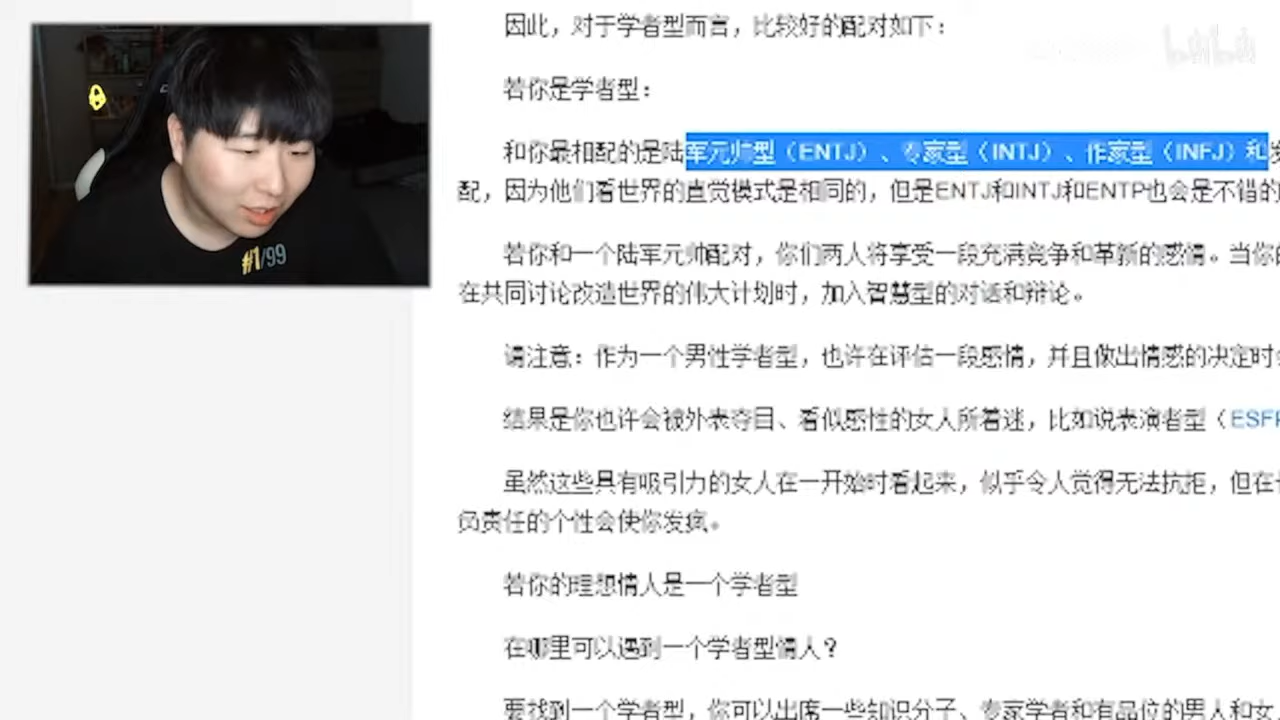 因此，对于学者型而言，比较好的配对如下：
若你是学者型：
和你最相配的是陆军元帅型（ENTJ）、专家型（INTJ）、作家型（INFJ）和
配，因为他们看世界的直觉模式是相同的，但是ENTJ和INTJ和ENTP也会是不错的
若你和一个陆军元帅配对，你们两人将享受一段充满竞争和革新的感情。当你
在共同讨论改造世界的伟大计划时，加入智慧型的对话和辩论。
请注意：作为一个男性学者型，也许在评估一段感情，并且做出情感的决定时
结果是你也许会被外表夺目、看似感性的女人所着迷，比如说表演者型（ESFP
虽然这些具有吸引力的女人在一开始时看起来，似乎令人觉得无法抗拒，但在
负责任的个性会使你发疯。
若你的理想情人是一个学者型
在哪里可以遇到一个学者型情人？
要找到一个学者型，你可以出席一些知识分子、专家学者和有品位的男人和女
#1/99
bilibili